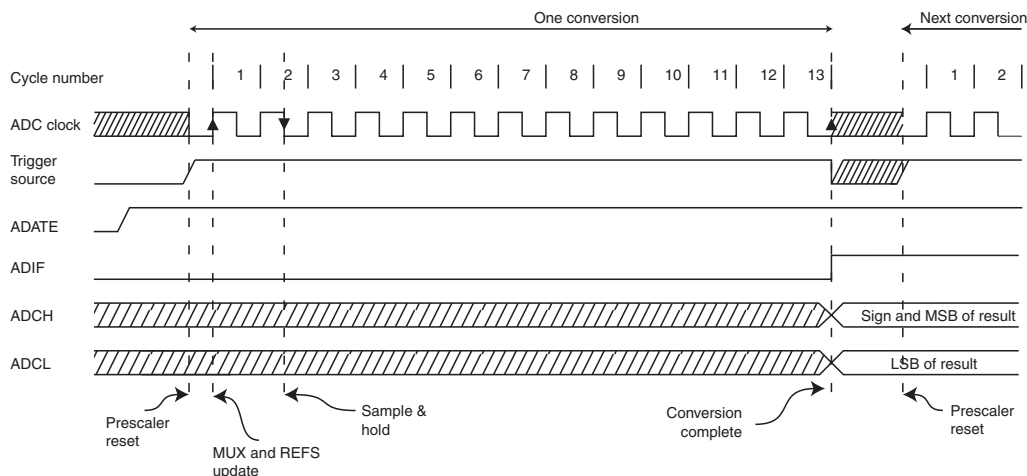 One conversion
Next conversion
Cycle number
1 2 3 4 5 6 7 8 9 10 11 12 13 1 2
ADC clock
Trigger
source
ADATE
ADIF
ADCH
Sign and MSB of result
ADCL
LSB of result
Prescaler
reset
MUX and REFS
update
Sample &
hold
Conversion
complete
Prescaler
reset